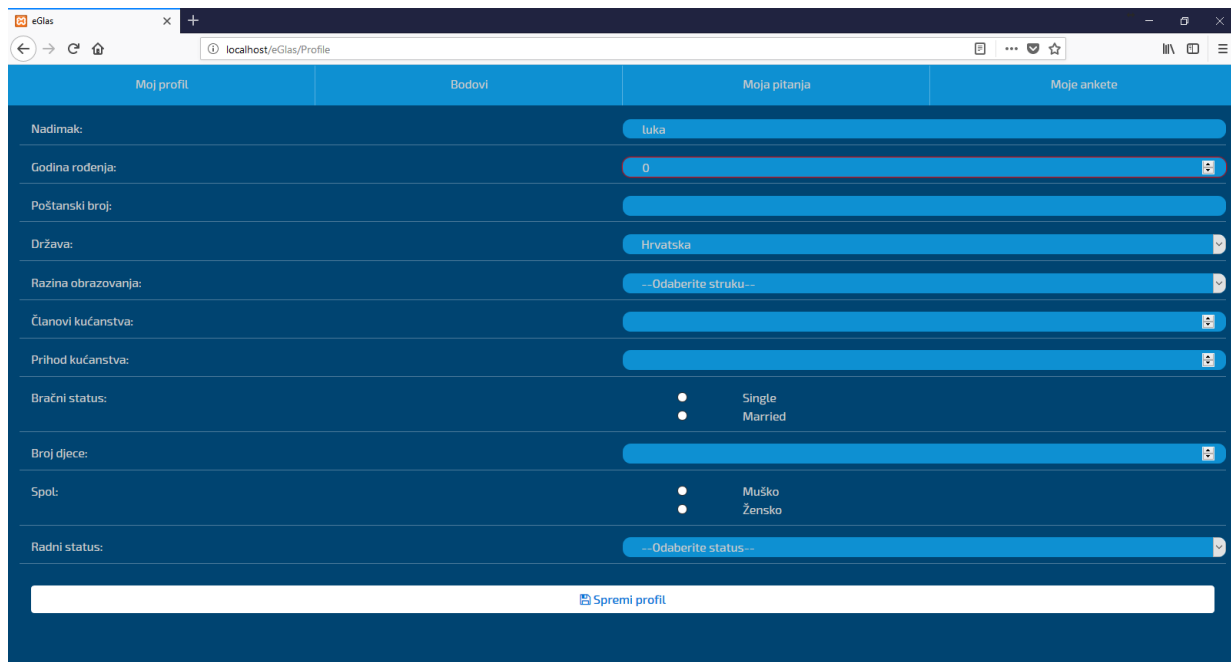 eGlas
localhost/eGlas/Profile
Moj profil Bodovi Moja pitanja Moje ankete
Nadimak: luka
Godina rođenja: 0
Poštanski broj:
Država: Hrvatska
Razina obrazovanja: --Odaberite struku--
Članovi kućanstva:
Prihod kućanstva:
Bračni status: Single
Married
Broj djece:
Spol: Muško
Žensko
Radni status: --Odaberite status--
Spremi profil